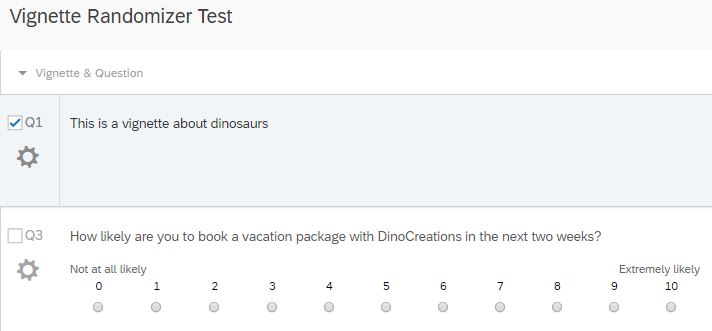 Vignette Randomizer Test
Vignette & Question
Q1
This is a vignette about dinosaurs
Q3
How likely are you to book a vacation package with DinoCreations in the next two weeks?
Not at all likely Extremely likely
0 1 2 3 4 5 6 7 8 9 10